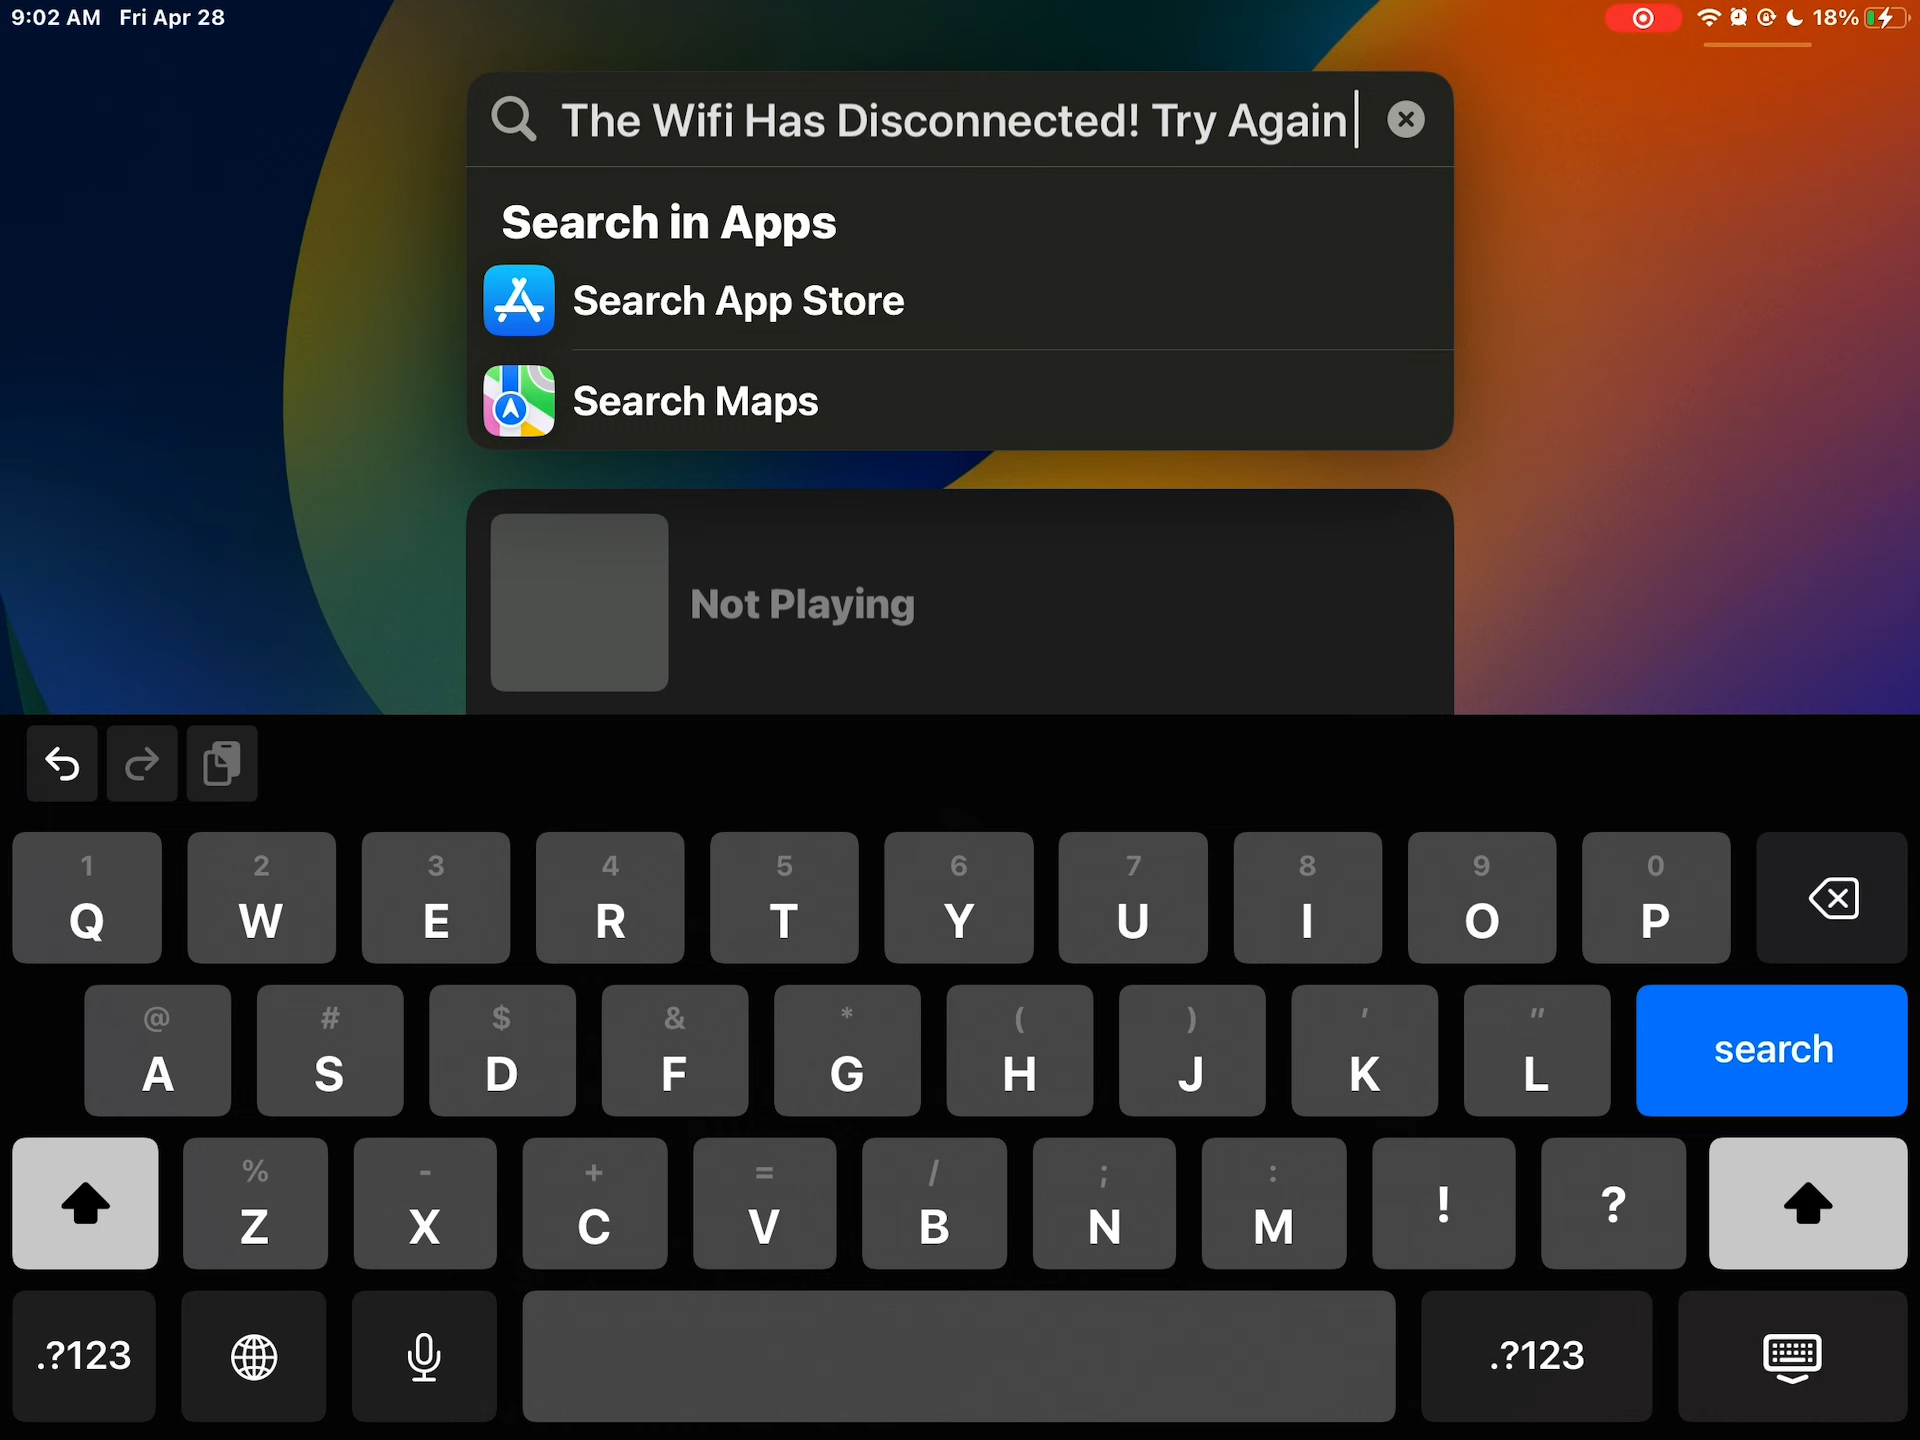 9:02 AM Fri Apr 28 18%
The Wifi Has Disconnected! Try Again
Search in Apps
Search App Store
Search Maps
Not Playing
1 2 3 4 5 6 7 8 9 0
Q W E R T Y U I O P
@ # $ & * ( ) ' "
A S D F G H J K L search
% - + = / ; :
Z X C V B N M ! ?
.?123 .?123